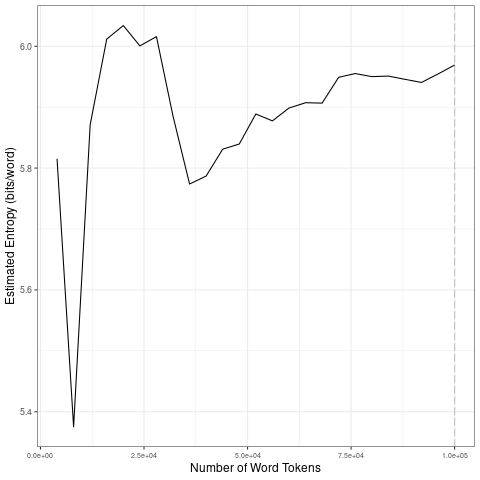 Estimated Entropy (bits/word)
6.0
5.8
5.6
5.4
0.0e+00 2.5e+04 5.0e+04 7.5e+04 1.0e+05
Number of Word Tokens